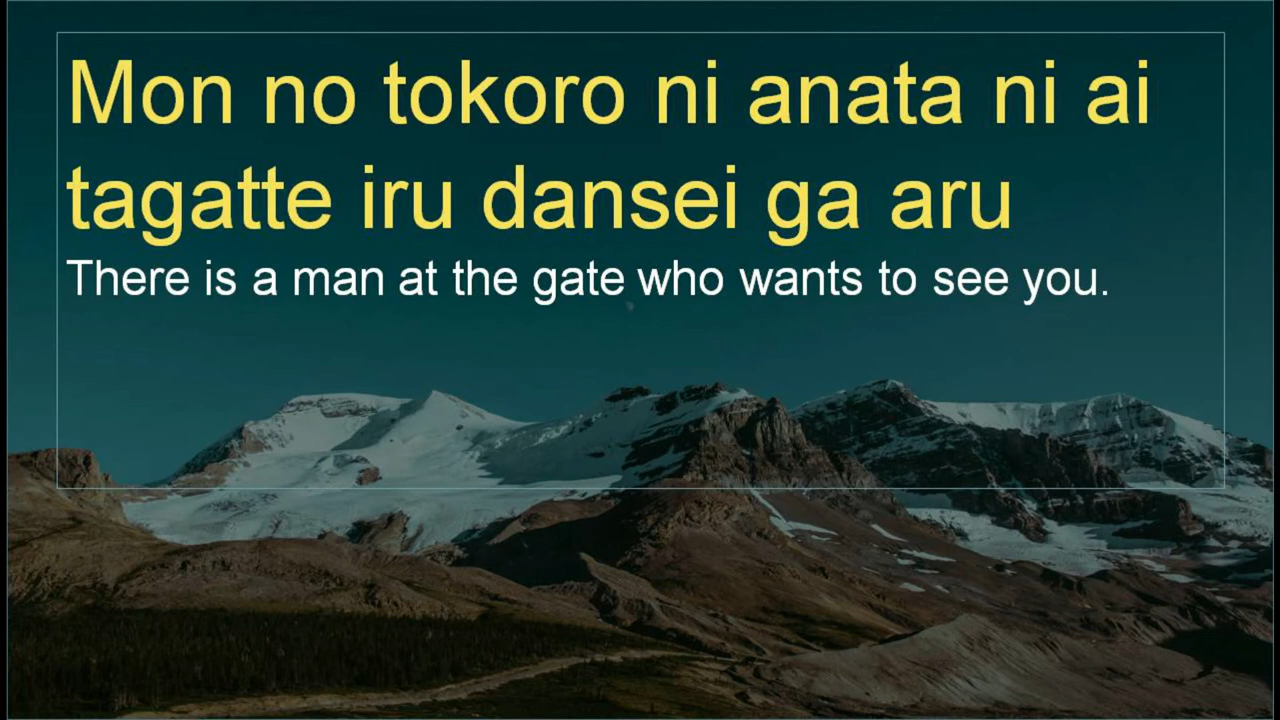 Mon no tokoro ni anata ni ai
tagatte iru dansei ga aru
There is a man at the gate who wants to see you.